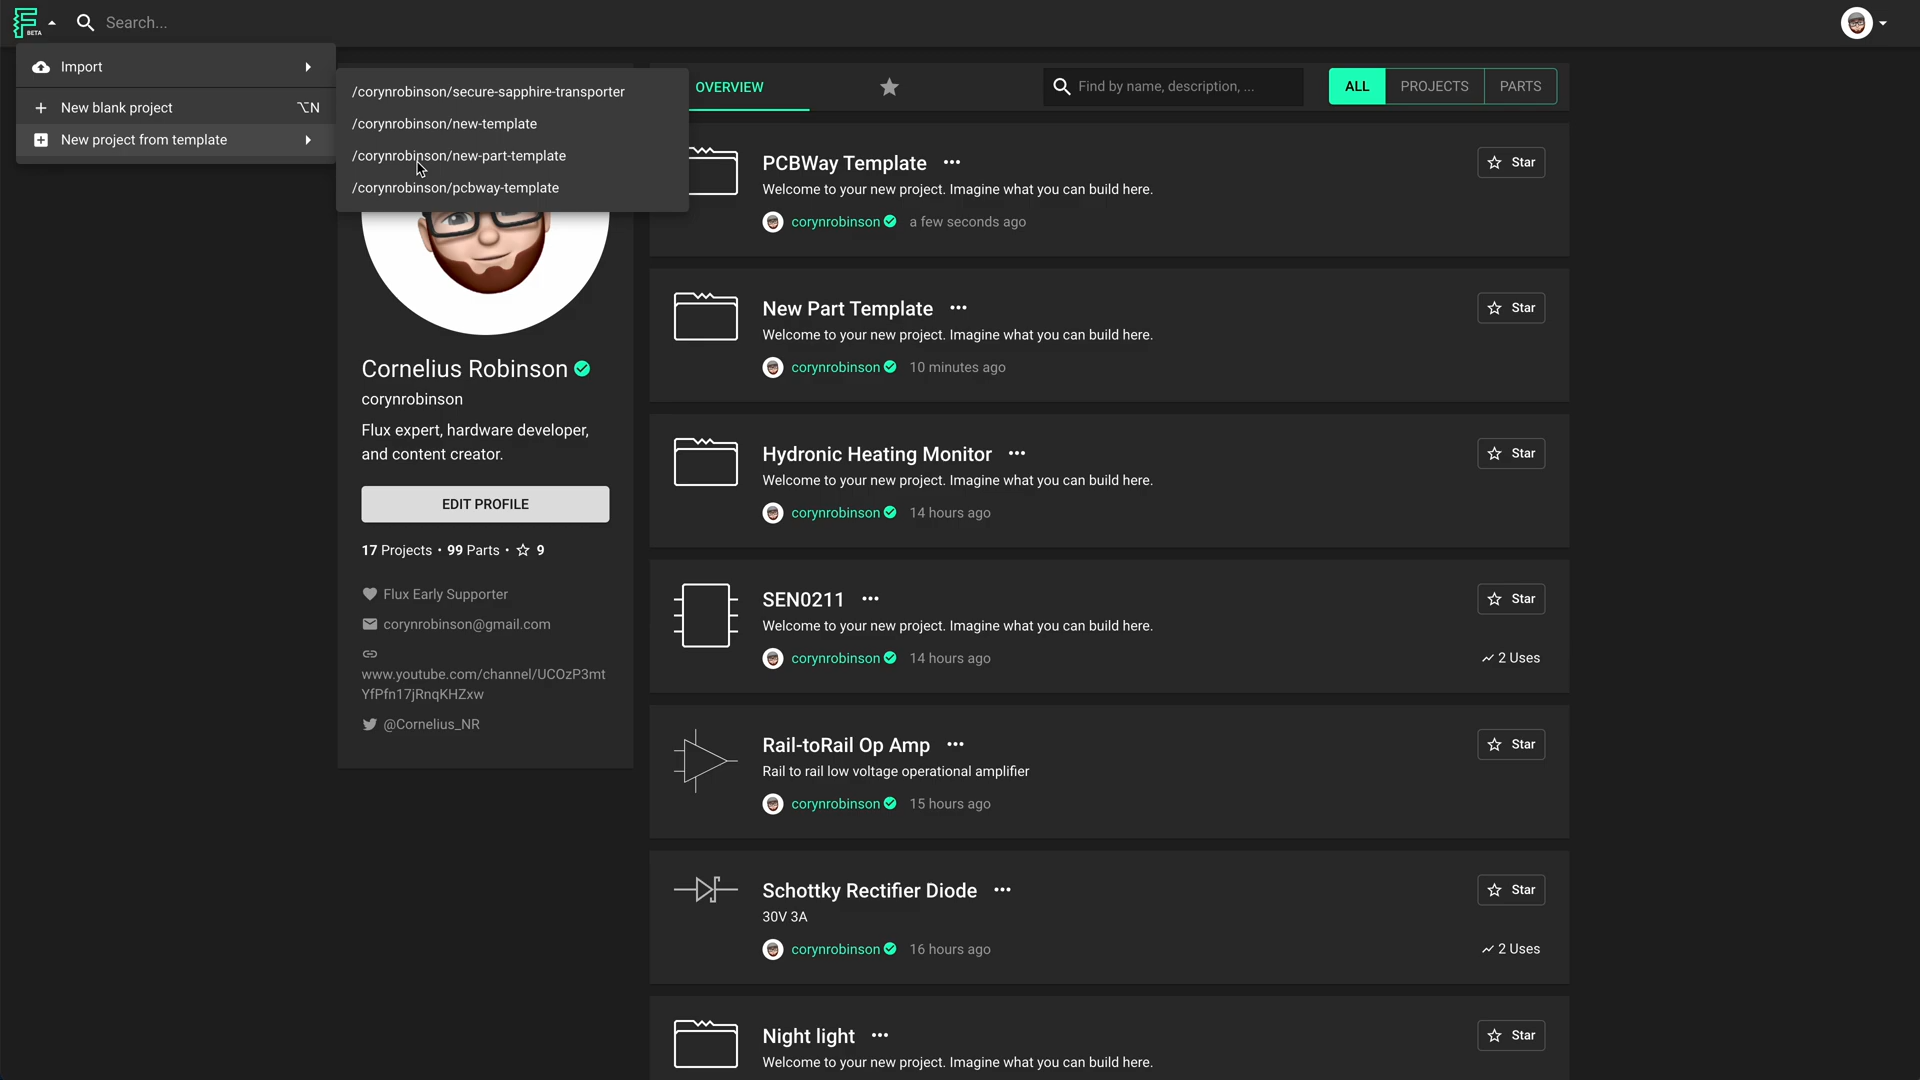 BETA
Search...
Import
New blank project
⌥N
New project from template
/corynrobinson/secure-sapphire-transporter
/corynrobinson/new-template
/corynrobinson/new-part-template
/corynrobinson/pcbway-template
Cornelius Robinson
corynrobinson
Flux expert, hardware developer,
and content creator.
EDIT PROFILE
17 Projects • 99 Parts • 9
Flux Early Supporter
corynrobinson@gmail.com
www.youtube.com/channel/UCOzP3mt
YfPfn17jRnqKHZxw
@Cornelius_NR
OVERVIEW
Find by name, description, ...
ALL
PROJECTS
PARTS
PCBWay Template
Star
Welcome to your new project. Imagine what you can build here.
corynrobinson a few seconds ago
New Part Template
Star
Welcome to your new project. Imagine what you can build here.
corynrobinson 10 minutes ago
Hydronic Heating Monitor
Star
Welcome to your new project. Imagine what you can build here.
corynrobinson 14 hours ago
SEN0211
Star
Welcome to your new project. Imagine what you can build here.
corynrobinson 14 hours ago
2 Uses
Rail-toRail Op Amp
Star
Rail to rail low voltage operational amplifier
corynrobinson 15 hours ago
Schottky Rectifier Diode
Star
30V 3A
corynrobinson 16 hours ago
2 Uses
Night light
Star
Welcome to your new project. Imagine what you can build here.